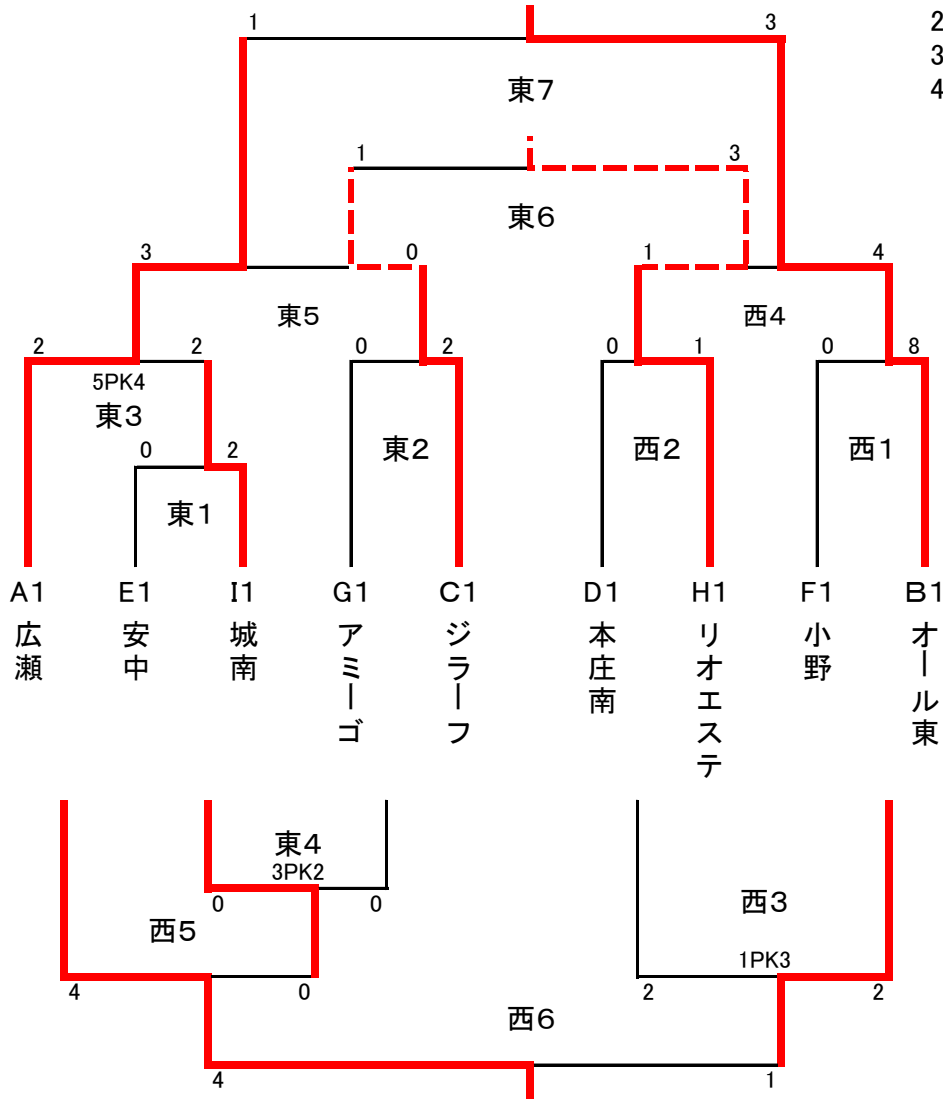 1 3 2
3
東7 4
1 3
東6
3 0 1 4
東5 西4
2 2 0 2 0 1 0 8
5PK4
東3
0 2 東2 西2 西1
東1
A1 E1 I1 G1 C1 D1 H1 F1 B1
広瀬 安中 城南 アミーゴ ジラーフ 本庄南 リオエステ 小野 オール東
東4
3PK2
0 0 西3
西5
1PK3
4 0 2 2
西6
4 1